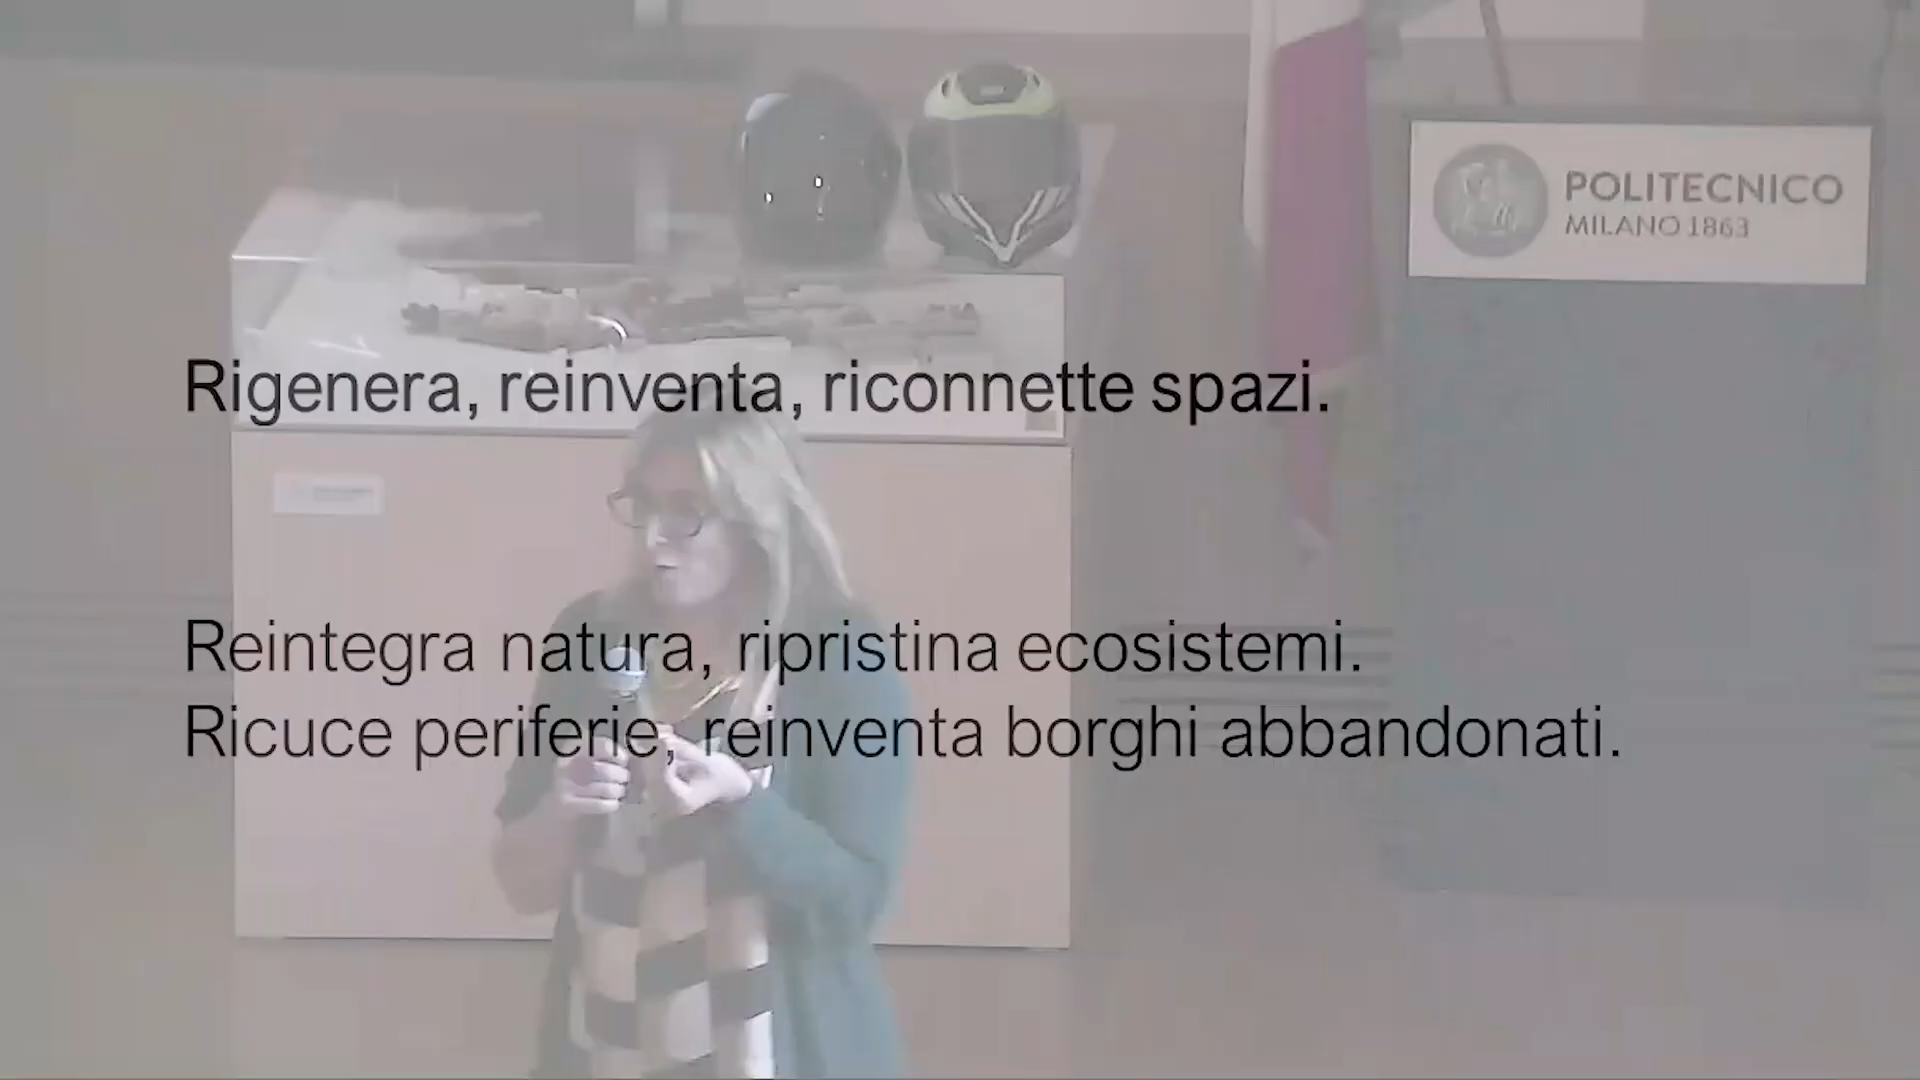 POLITECNICO
MILANO 1863
Rigenera, reinventa, riconnette spazi.
Reintegra natura, ripristina ecosistemi.
Ricuce periferie, reinventa borghi abbandonati.